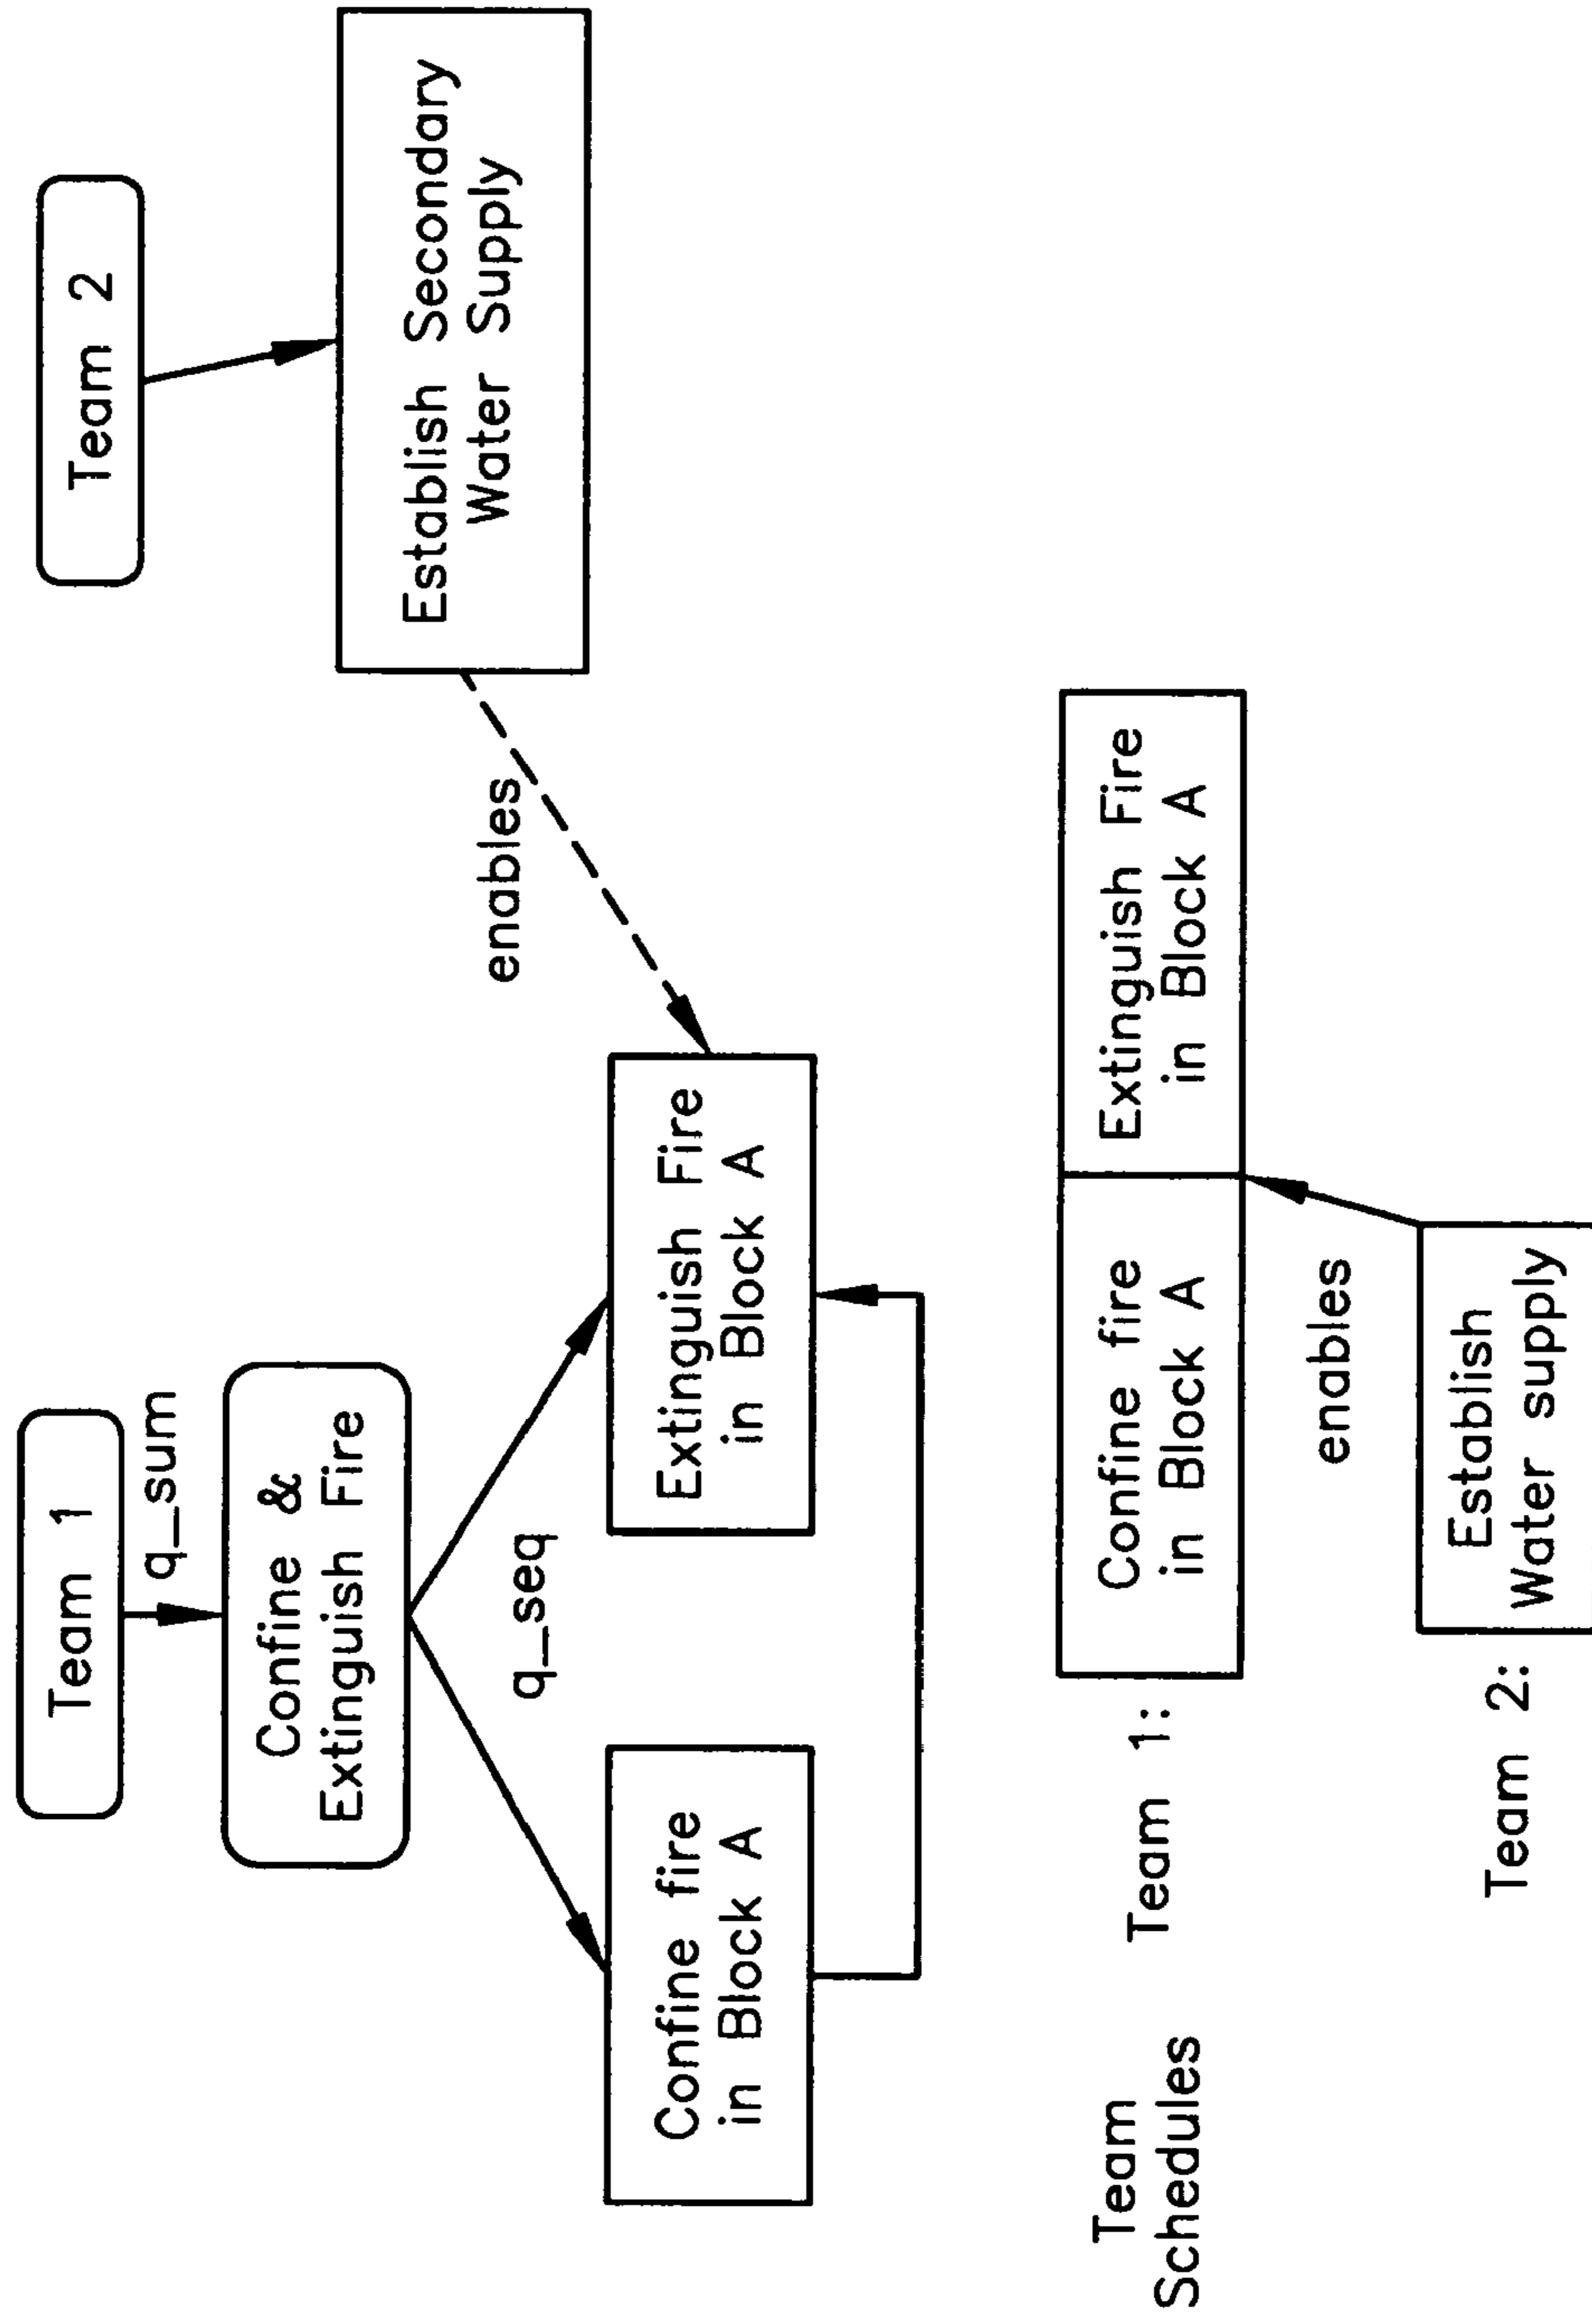 Team 1
q_sum
Confine &
Extinguish Fire
q_seq
Confine fire
in Block A
Extinguish Fire
in Block A
Team 2
Establish Secondary
Water Supply
enables
Team
Schedules
Team 1:
Confine fire
in Block A
Extinguish Fire
in Block A
enables
Team 2:
Establish
Water supply